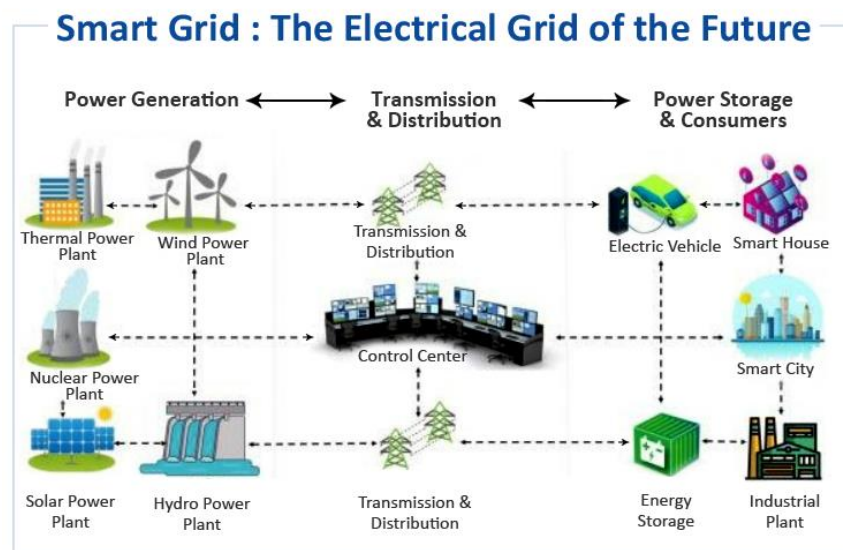 Smart Grid : The Electrical Grid of the Future
Power Generation
Transmission
& Distribution
Power Storage
& Consumers
Thermal Power
Plant
Wind Power
Plant
Transmission &
Distribution
Electric Vehicle
Smart House
Nuclear Power
Plant
Control Center
Smart City
Solar Power
Plant
Hydro Power
Plant
Transmission &
Distribution
Energy
Storage
Industrial
Plant